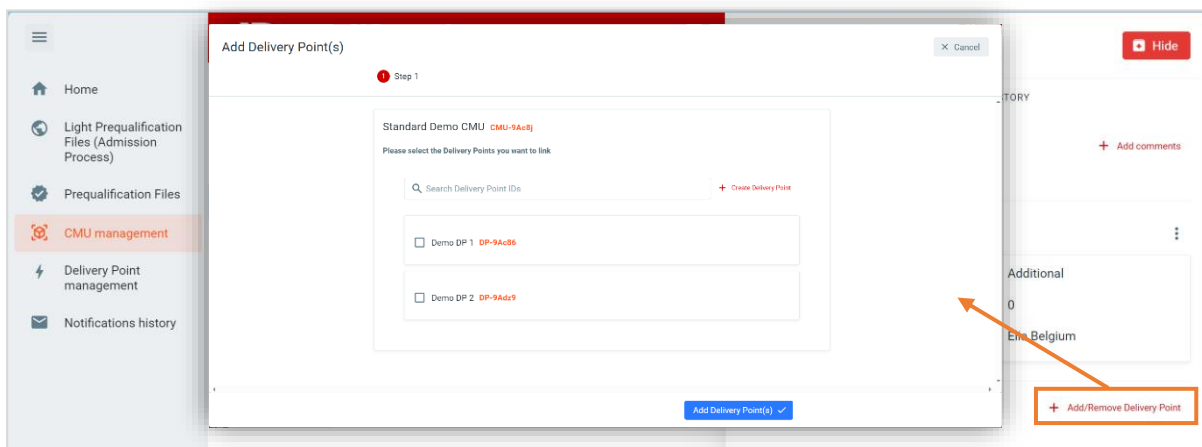 Home
Light Prequalification
Files (Admission
Process)
Prequalification Files
CMU management
Delivery Point
management
Notifications history
Add Delivery Point(s)
Cancel
1 Step 1
Standard Demo CMU CMU-9Ac8j
Please select the Delivery Points you want to link
Search Delivery Point IDs
+ Create Delivery Point
Demo DP 1 DP-9Ac86
Demo DP 2 DP-9Adz9
Add Delivery Point(s)
Hide
TORY
+ Add comments
Additional
0
Elia Belgium
+ Add/Remove Delivery Point